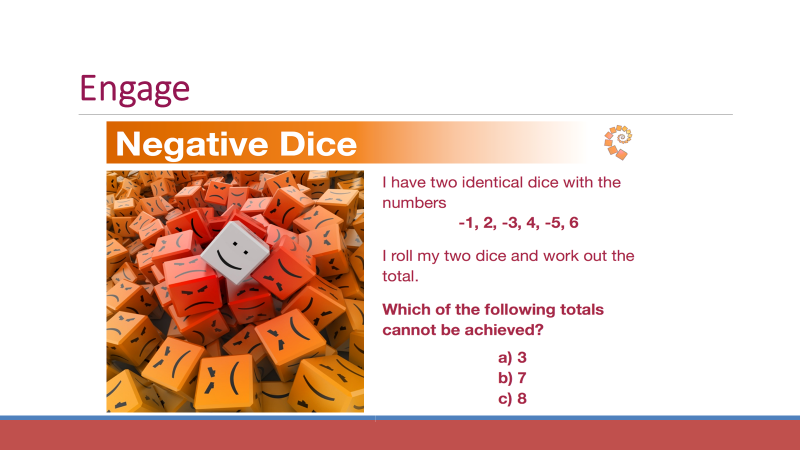 Engage
Negative Dice
I have two identical dice with the
numbers
-1, 2, -3, 4, -5, 6
I roll my two dice and work out the
total.
Which of the following totals
cannot be achieved?
a) 3
b) 7
c) 8